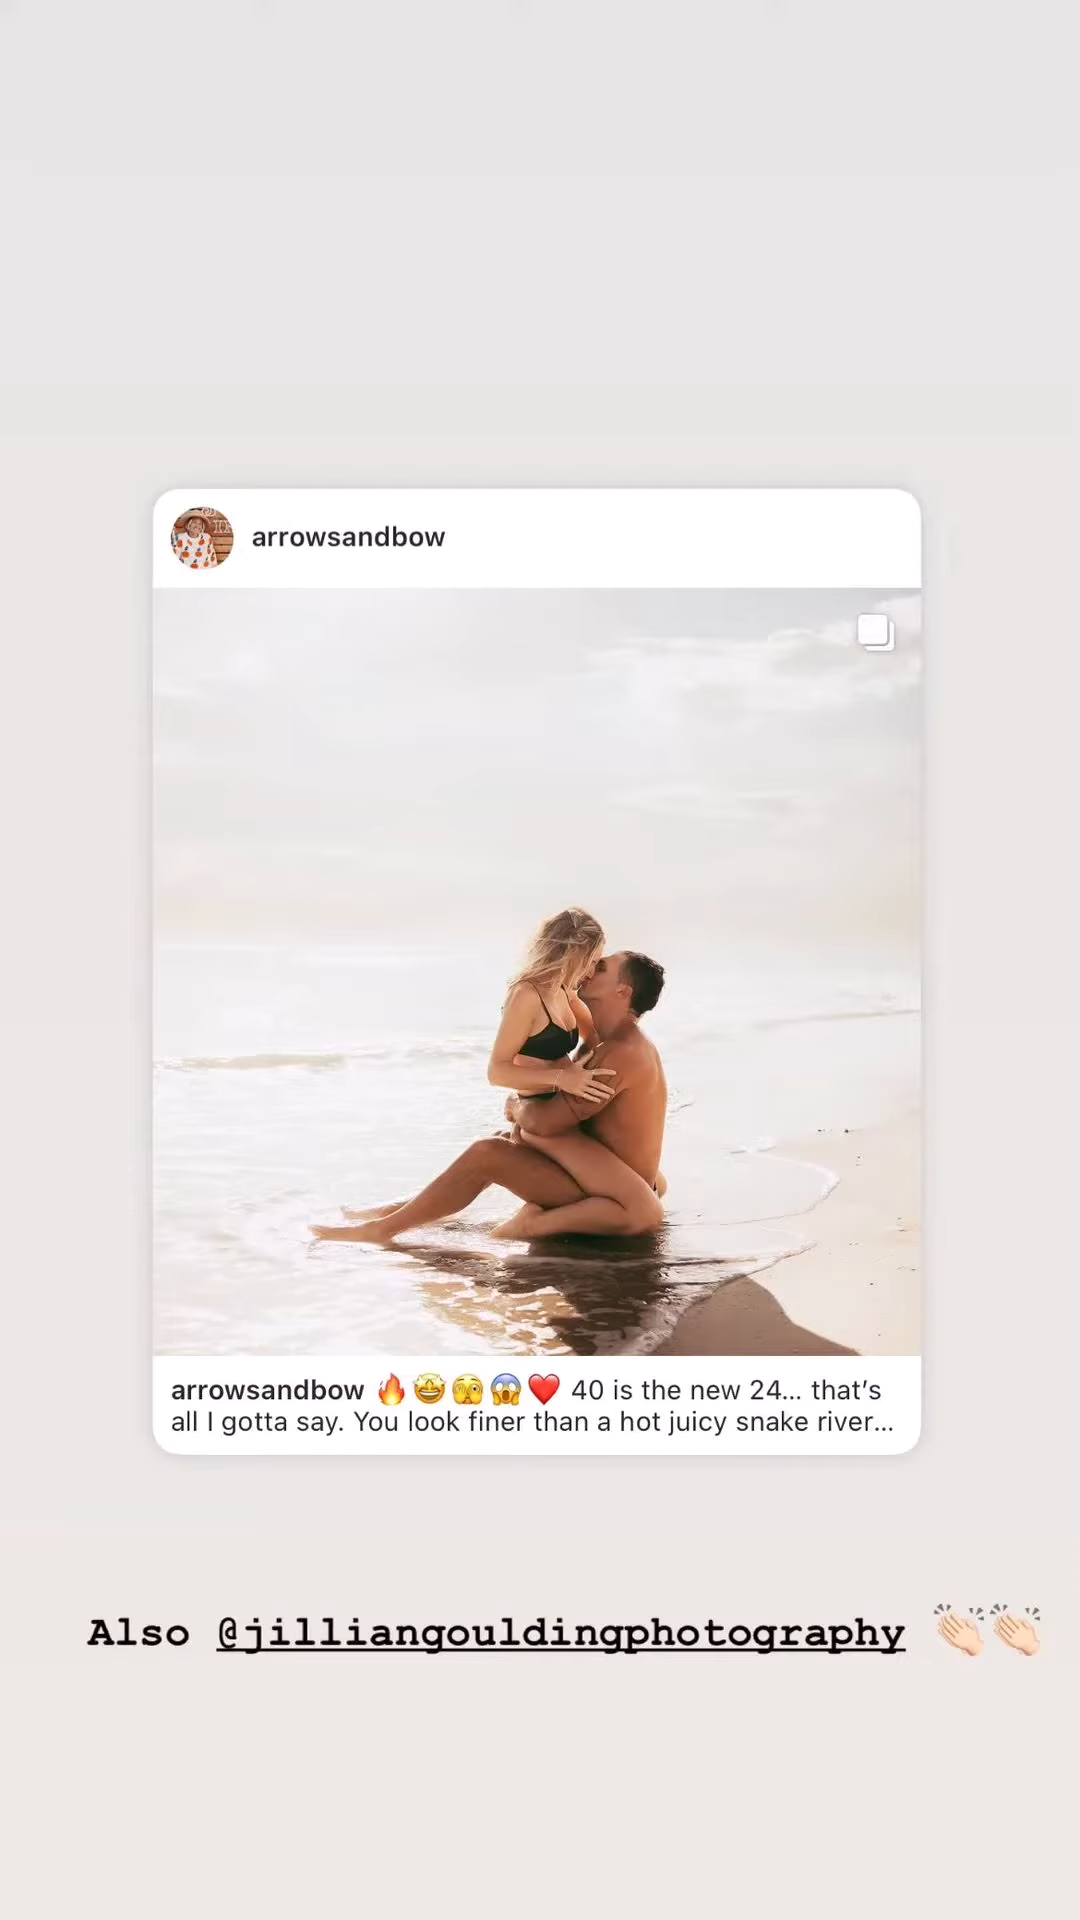 arrowsandbow
arrowsandbow 🔥🤩🫣😱❤️ 40 is the new 24... that's
all I gotta say. You look finer than a hot juicy snake river...
Also @jilliangouldingphotography 👏🏻👏🏻